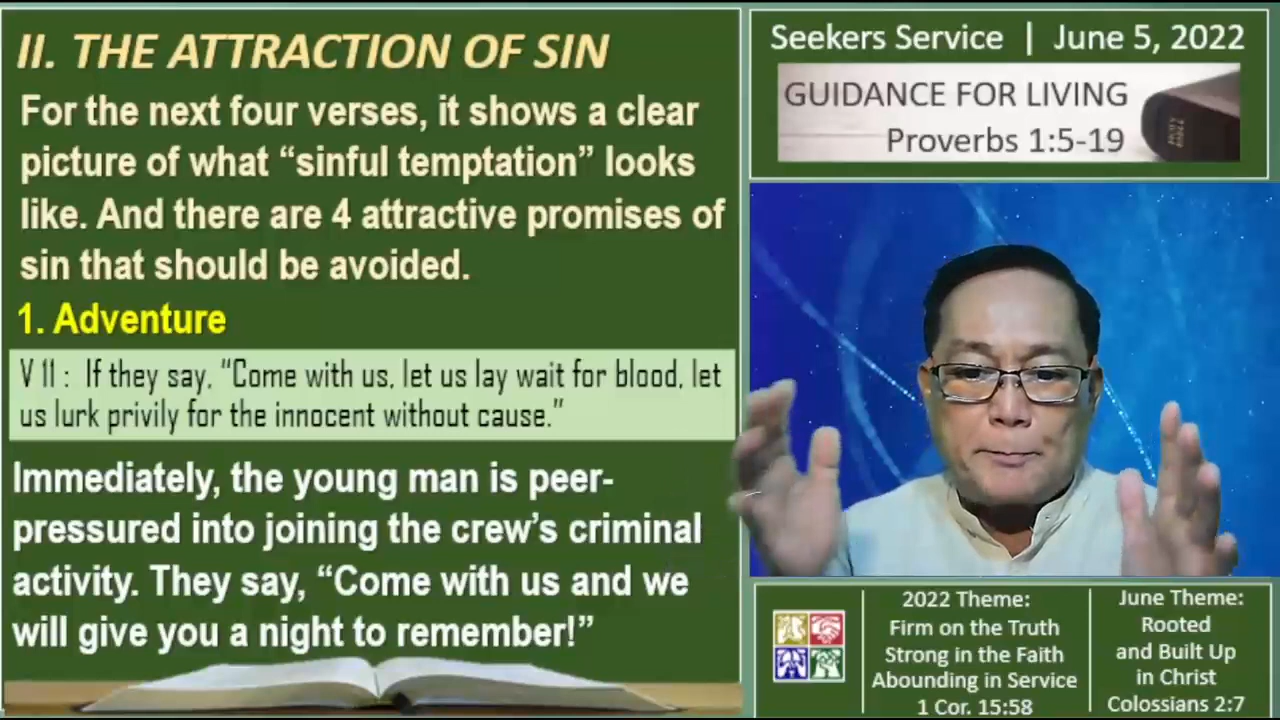 II. THE ATTRACTION OF SIN
For the next four verses, it shows a clear
picture of what “sinful temptation” looks
like. And there are 4 attractive promises of
sin that should be avoided.
1. Adventure
V 11 : If they say, “Come with us, let us lay wait for blood, let
us lurk privily for the innocent without cause.”
Immediately, the young man is peer-
pressured into joining the crew’s criminal
activity. They say, “Come with us and we
will give you a night to remember!”
Seekers Service | June 5, 2022
GUIDANCE FOR LIVING
Proverbs 1:5-19
2022 Theme:
Firm on the Truth
Strong in the Faith
Abounding in Service
1 Cor. 15:58
June Theme:
Rooted
and Built Up
in Christ
Colossians 2:7